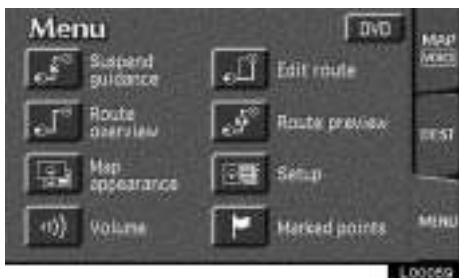 Menu
DVD
MAP
VOICE
Suspend
guidance
Edit route
Route
overview
Route preview
DEST
Map
appearance
Setup
Volume
Marked points
MENU
L00059